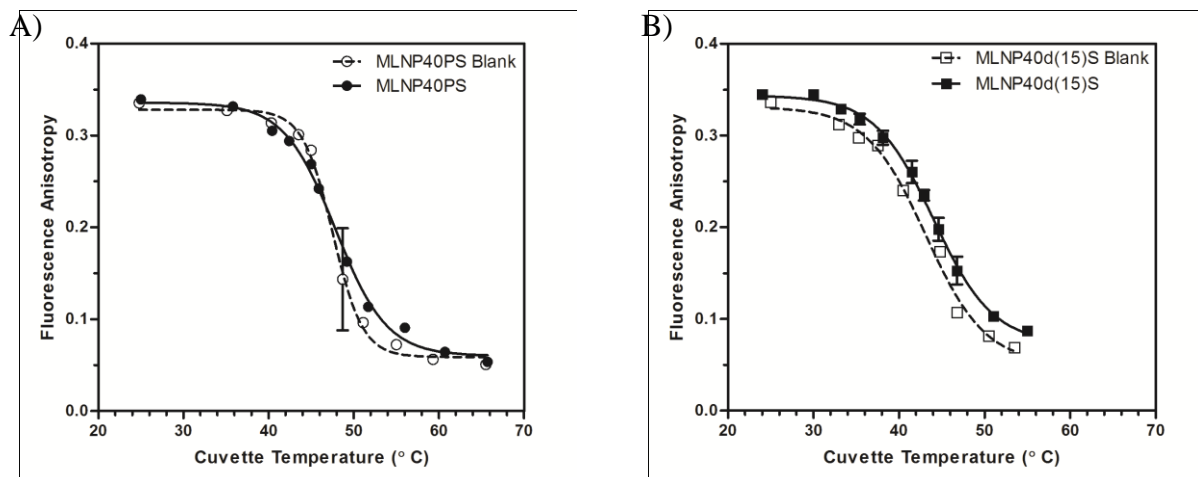 A)
MLNP40PS Blank
MLNP40PS
Fluorescence Anisotropy
0.4
0.3
0.2
0.1
0.0
20 30 40 50 60 70
Cuvette Temperature (° C)
B)
MLNP40d(15)S Blank
MLNP40d(15)S
Fluorescence Anisotropy
0.4
0.3
0.2
0.1
0.0
20 30 40 50 60 70
Cuvette Temperature (° C)